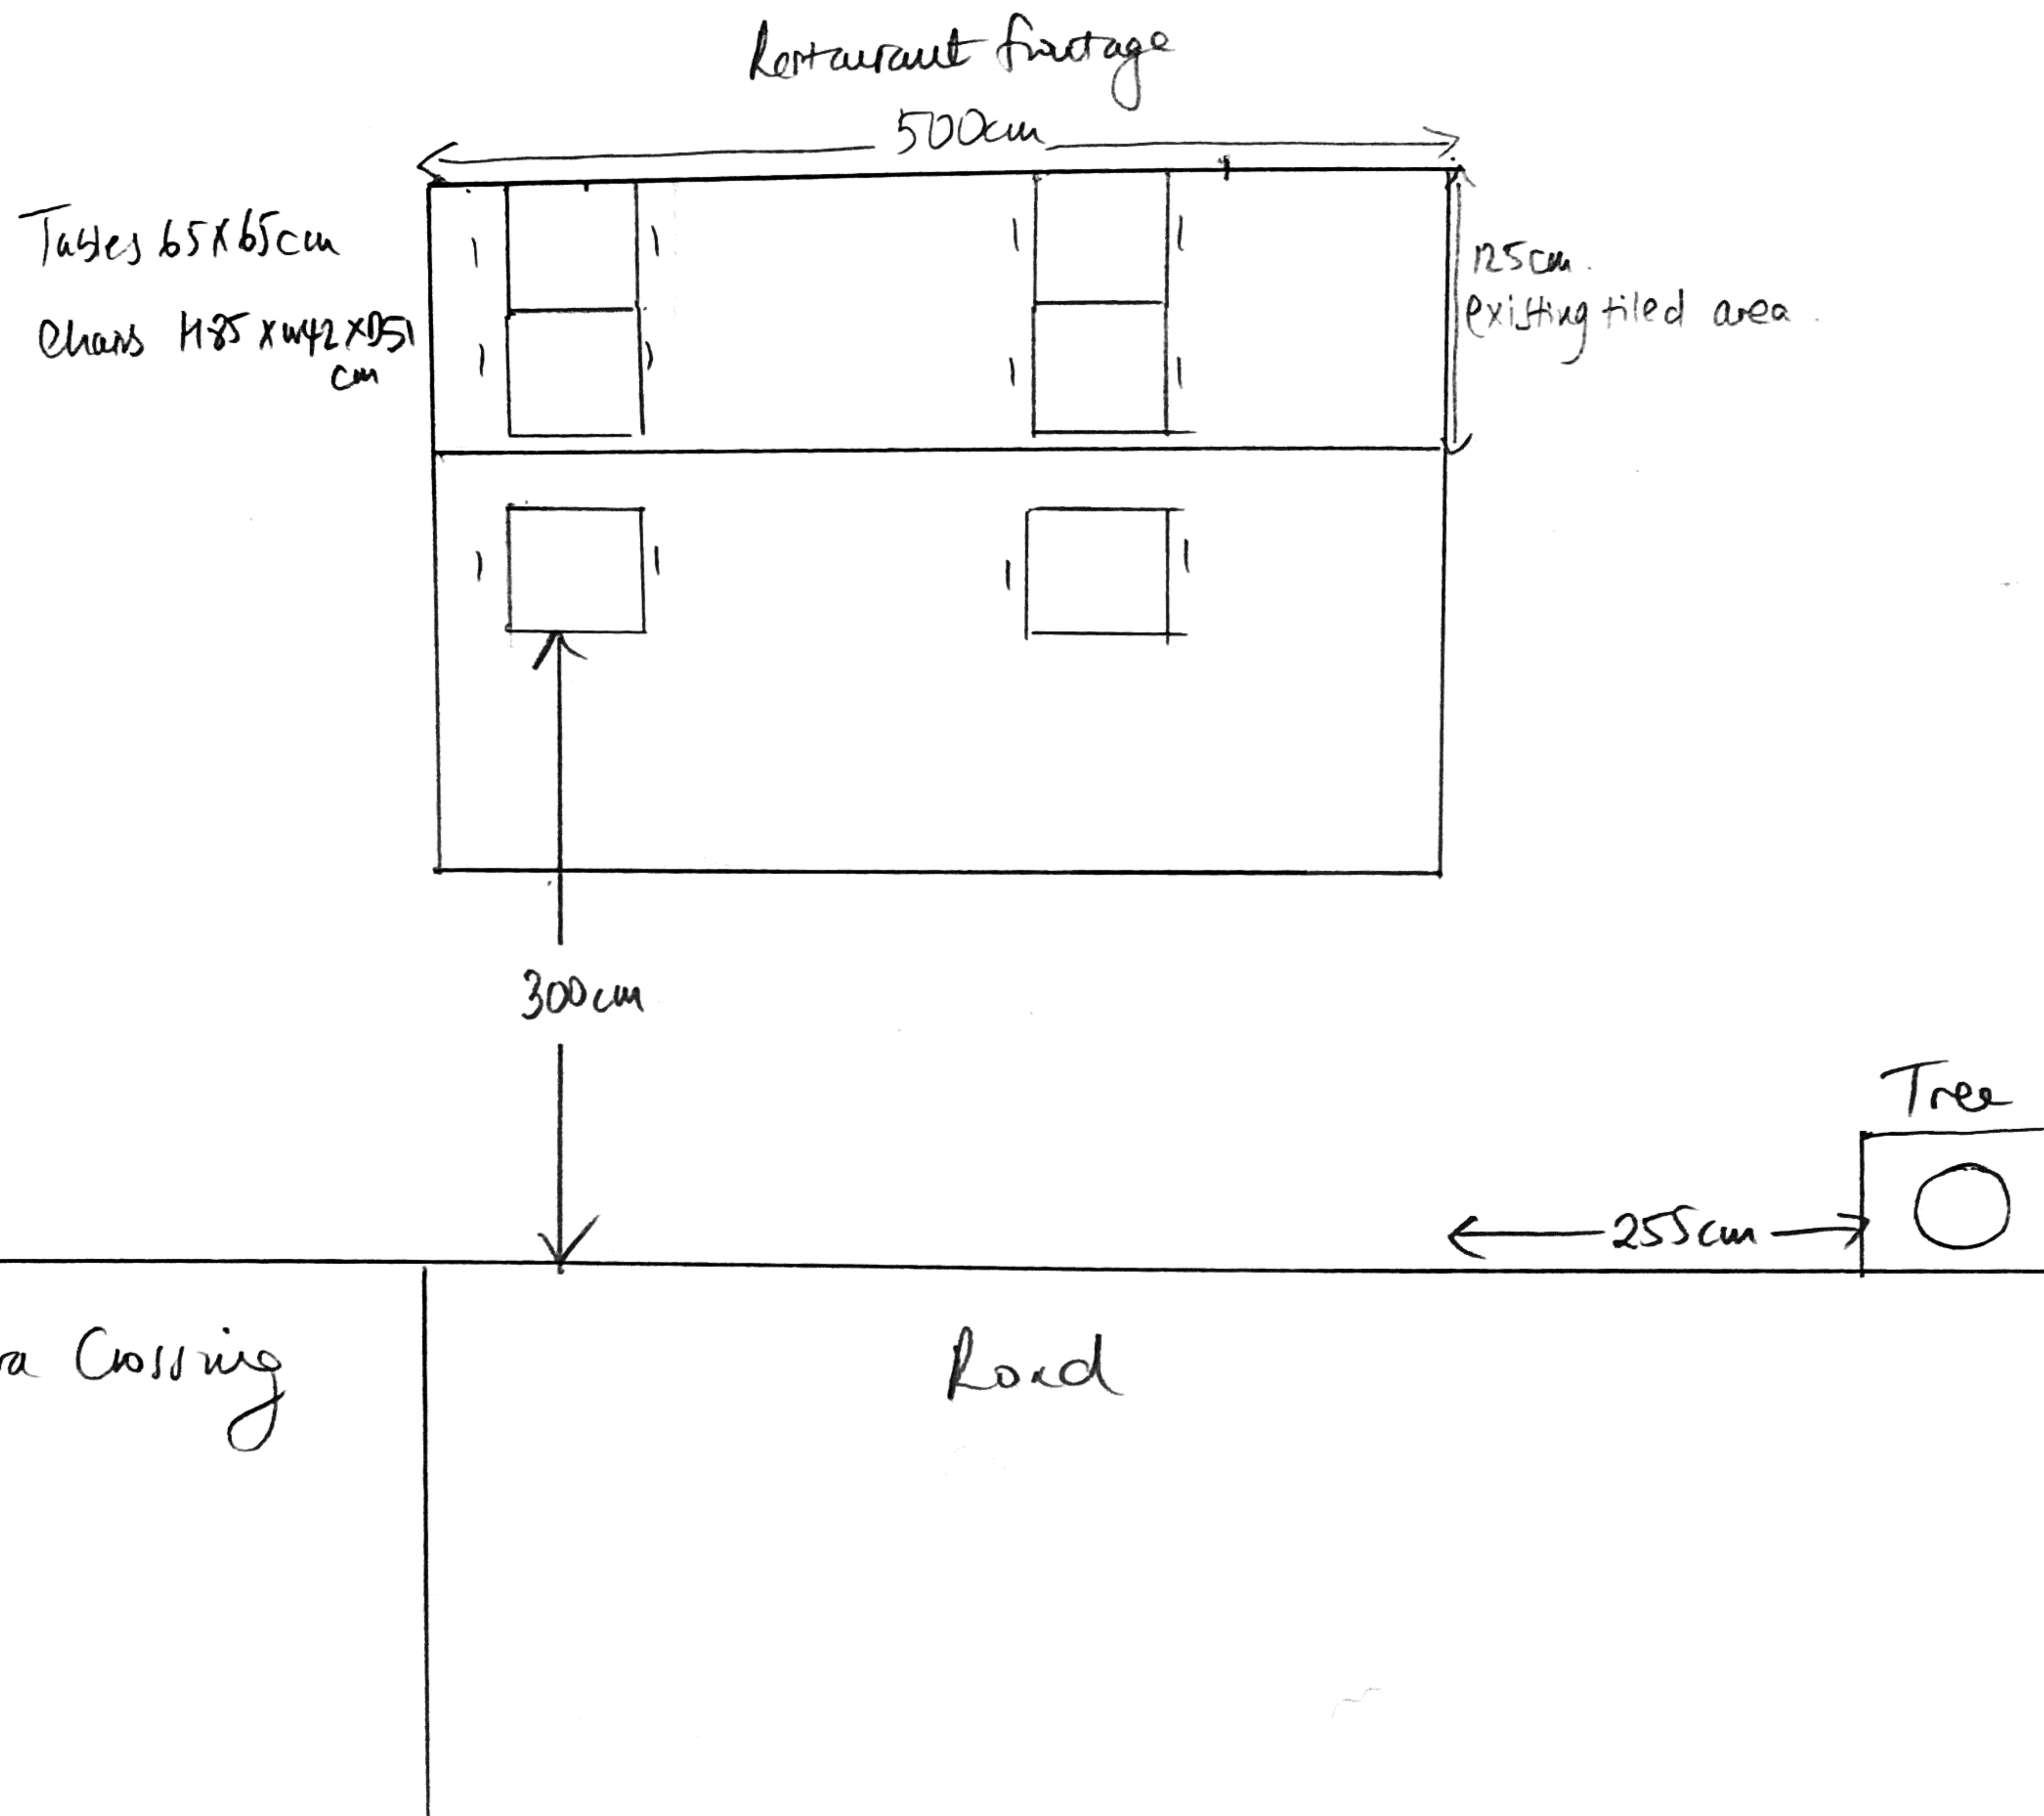 Restaurant frontage
500cm
Tables 65x65cm
Chairs H85 x W42 x D51
cm
125cm.
existing tiled area.
300cm
Tree
255cm
ra Crossing
Road